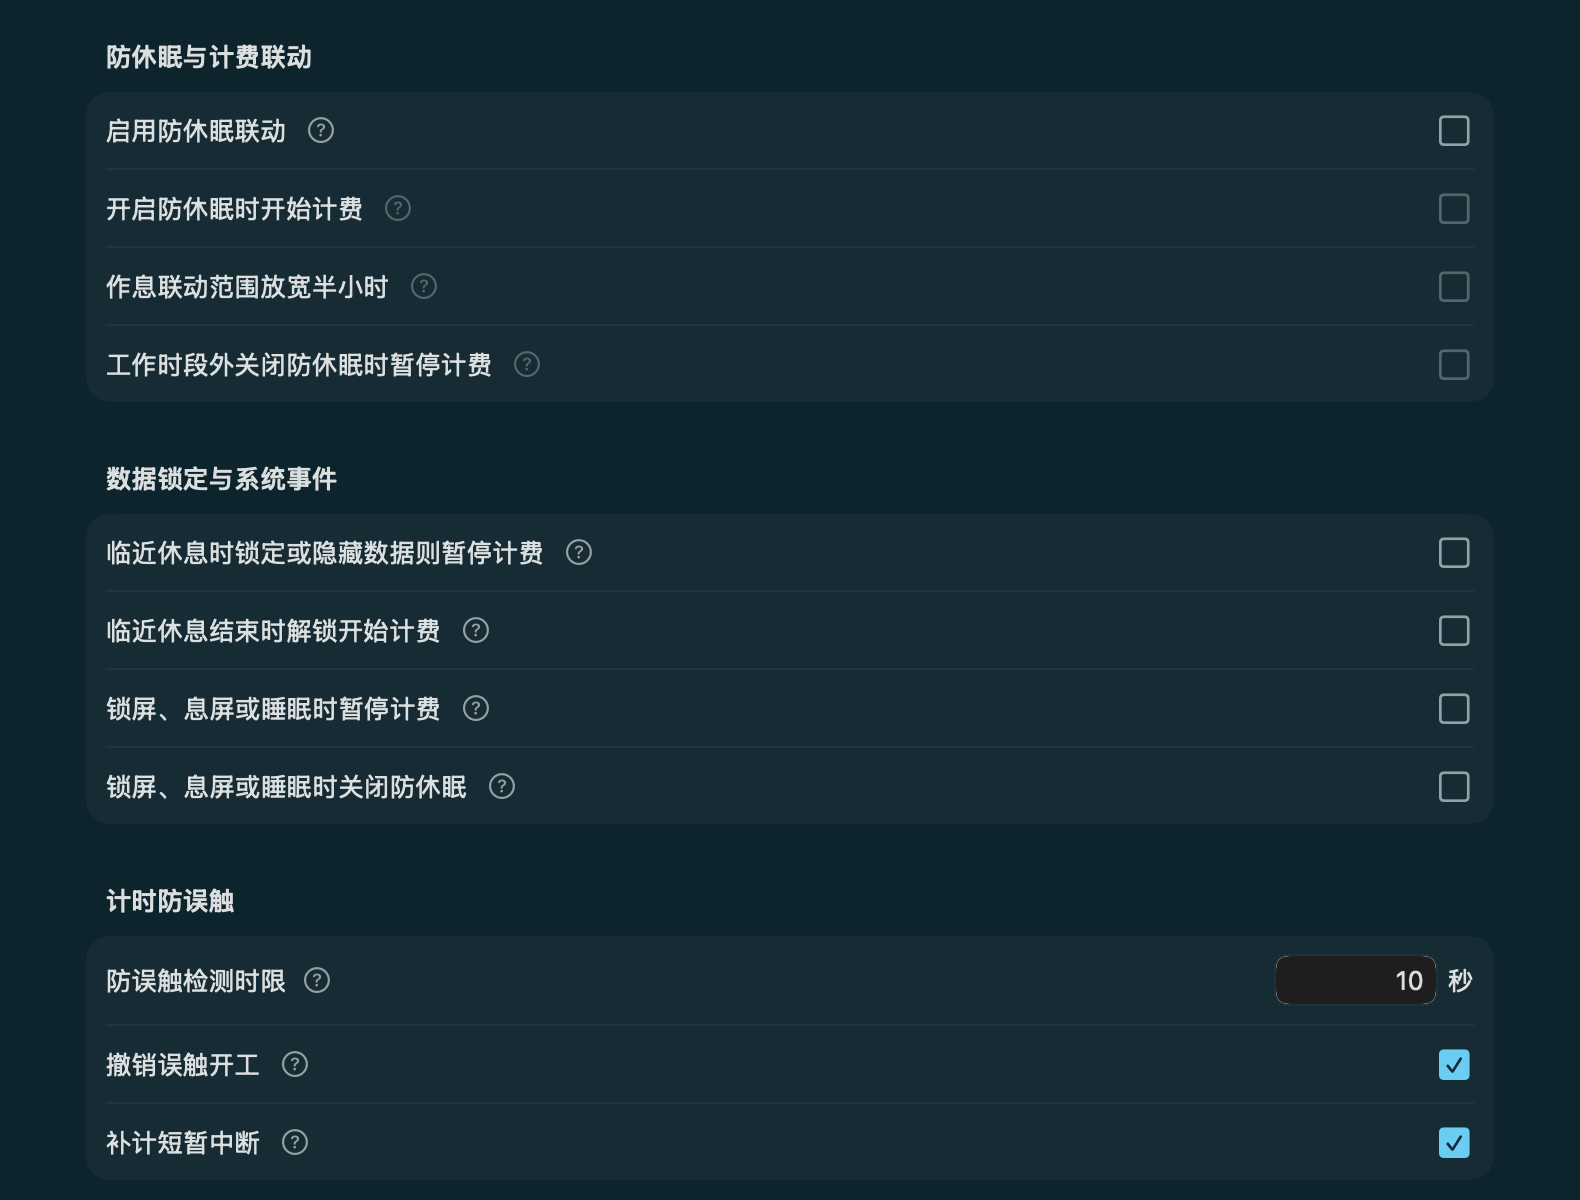 防休眠与计费联动
启用防休眠联动 ?
开启防休眠时开始计费 ?
作息联动范围放宽半小时 ?
工作时段外关闭防休眠时暂停计费 ?
数据锁定与系统事件
临近休息时锁定或隐藏数据则暂停计费 ?
临近休息结束时解锁开始计费 ?
锁屏、息屏或睡眠时暂停计费 ?
锁屏、息屏或睡眠时关闭防休眠 ?
计时防误触
防误触检测时限 ? 10 秒
撤销误触开工 ?
补计短暂中断 ?